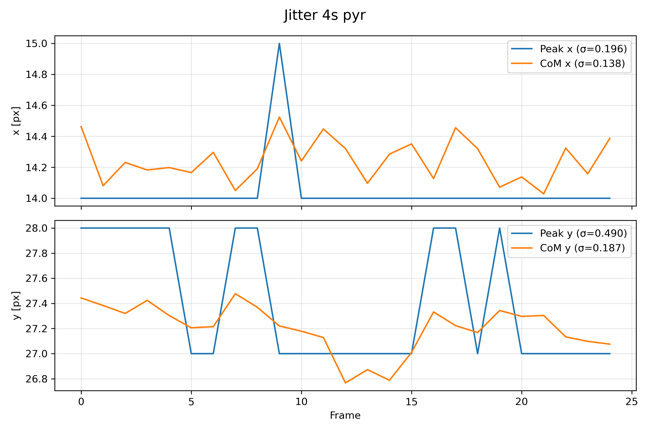 Jitter 4s pyr
Peak x (σ=0.196)
CoM x (σ=0.138)
x [px]
15.0
14.8
14.6
14.4
14.2
14.0
Peak y (σ=0.490)
CoM y (σ=0.187)
y [px]
28.0
27.8
27.6
27.4
27.2
27.0
26.8
0 5 10 15 20 25
Frame